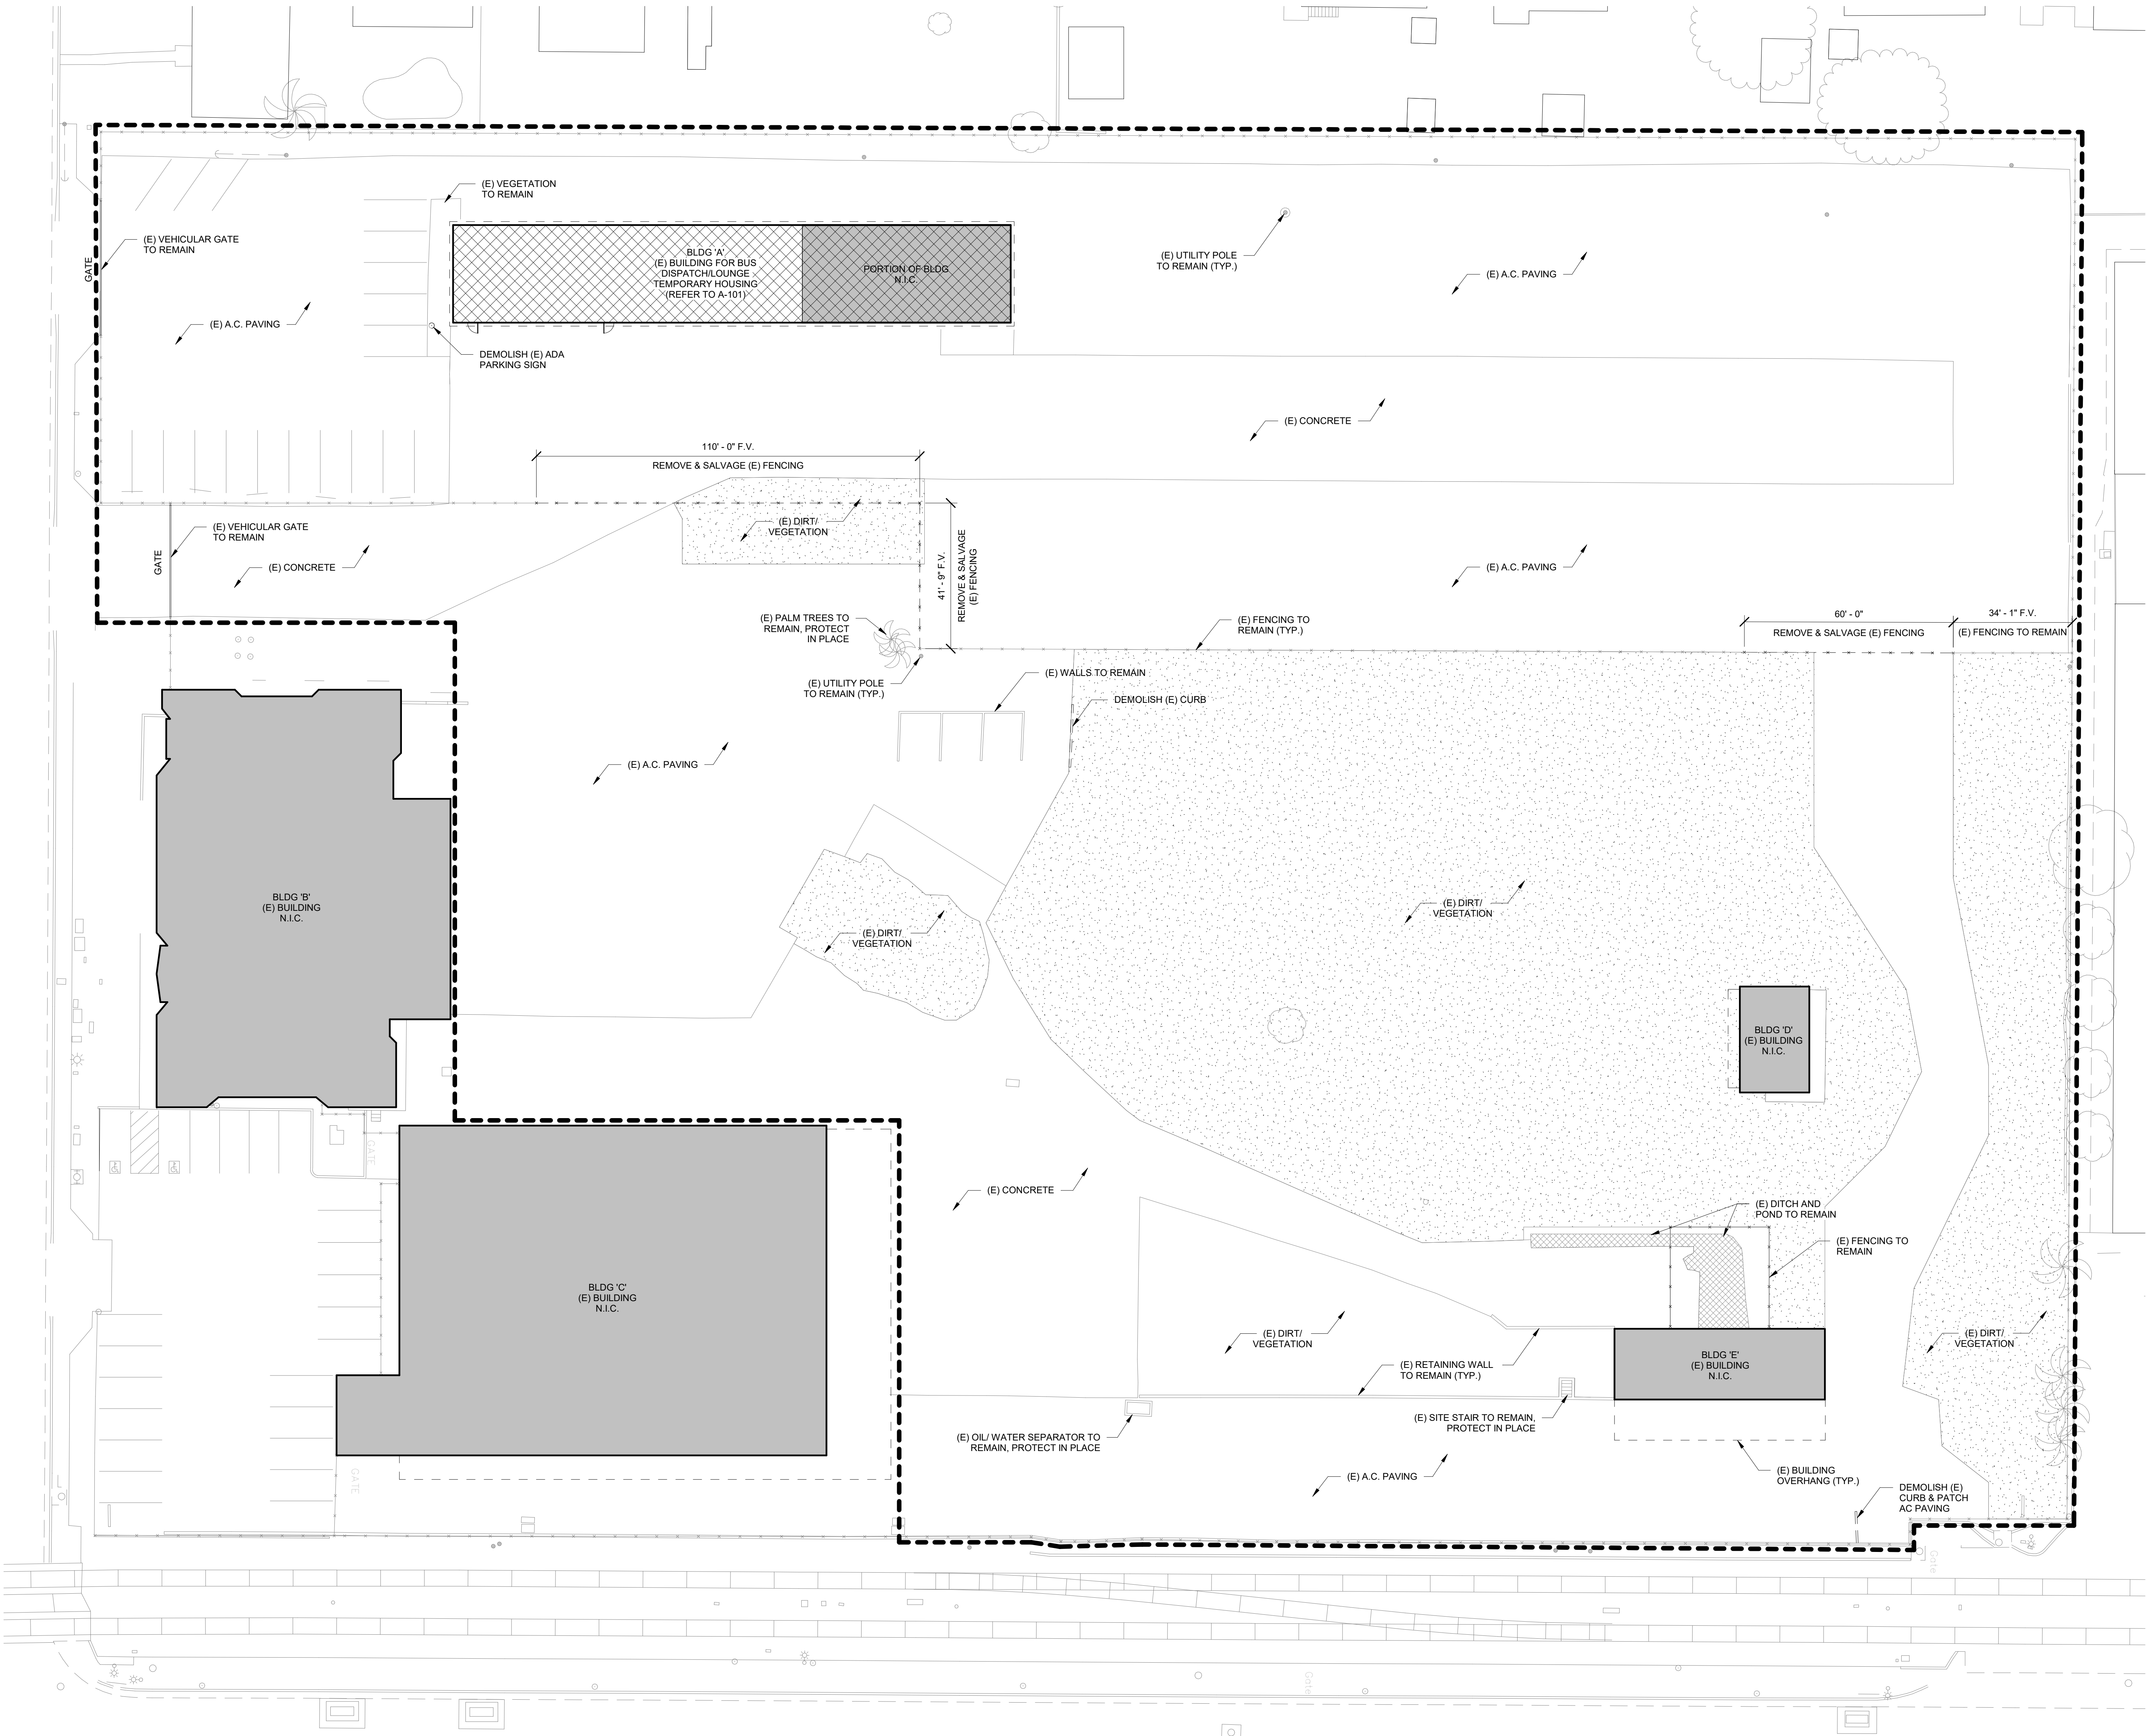 (E) VEGETATION
TO REMAIN
(E) VEHICULAR GATE
TO REMAIN
GATE
BLDG 'A'
(E) BUILDING FOR BUS
DISPATCH/LOUNGE
TEMPORARY HOUSING
(REFER TO A-101)
PORTION OF BLDG
N.I.C.
(E) UTILITY POLE
TO REMAIN (TYP.)
(E) A.C. PAVING
(E) A.C. PAVING
DEMOLISH (E) ADA
PARKING SIGN
(E) CONCRETE
110' - 0" F.V.
REMOVE & SALVAGE (E) FENCING
(E) DIRT/
VEGETATION
(E) VEHICULAR GATE
TO REMAIN
GATE
(E) CONCRETE
41' - 9" F.V.
REMOVE & SALVAGE
(E) FENCING
(E) A.C. PAVING
(E) PALM TREES TO
REMAIN, PROTECT
IN PLACE
(E) FENCING TO
REMAIN (TYP.)
60' - 0"
REMOVE & SALVAGE (E) FENCING
34' - 1" F.V.
(E) FENCING TO REMAIN
(E) UTILITY POLE
TO REMAIN (TYP.)
(E) WALLS TO REMAIN
DEMOLISH (E) CURB
(E) A.C. PAVING
BLDG 'B'
(E) BUILDING
N.I.C.
(E) DIRT/
VEGETATION
(E) DIRT/
VEGETATION
BLDG 'D'
(E) BUILDING
N.I.C.
GATE
(E) CONCRETE
(E) DITCH AND
POND TO REMAIN
(E) FENCING TO
REMAIN
BLDG 'C'
(E) BUILDING
N.I.C.
(E) DIRT/
VEGETATION
(E) RETAINING WALL
TO REMAIN (TYP.)
BLDG 'E'
(E) BUILDING
N.I.C.
(E) DIRT/
VEGETATION
(E) SITE STAIR TO REMAIN,
PROTECT IN PLACE
(E) OIL/ WATER SEPARATOR TO
REMAIN, PROTECT IN PLACE
(E) A.C. PAVING
(E) BUILDING
OVERHANG (TYP.)
DEMOLISH (E)
CURB & PATCH
AC PAVING
GATE
Gate
Gate